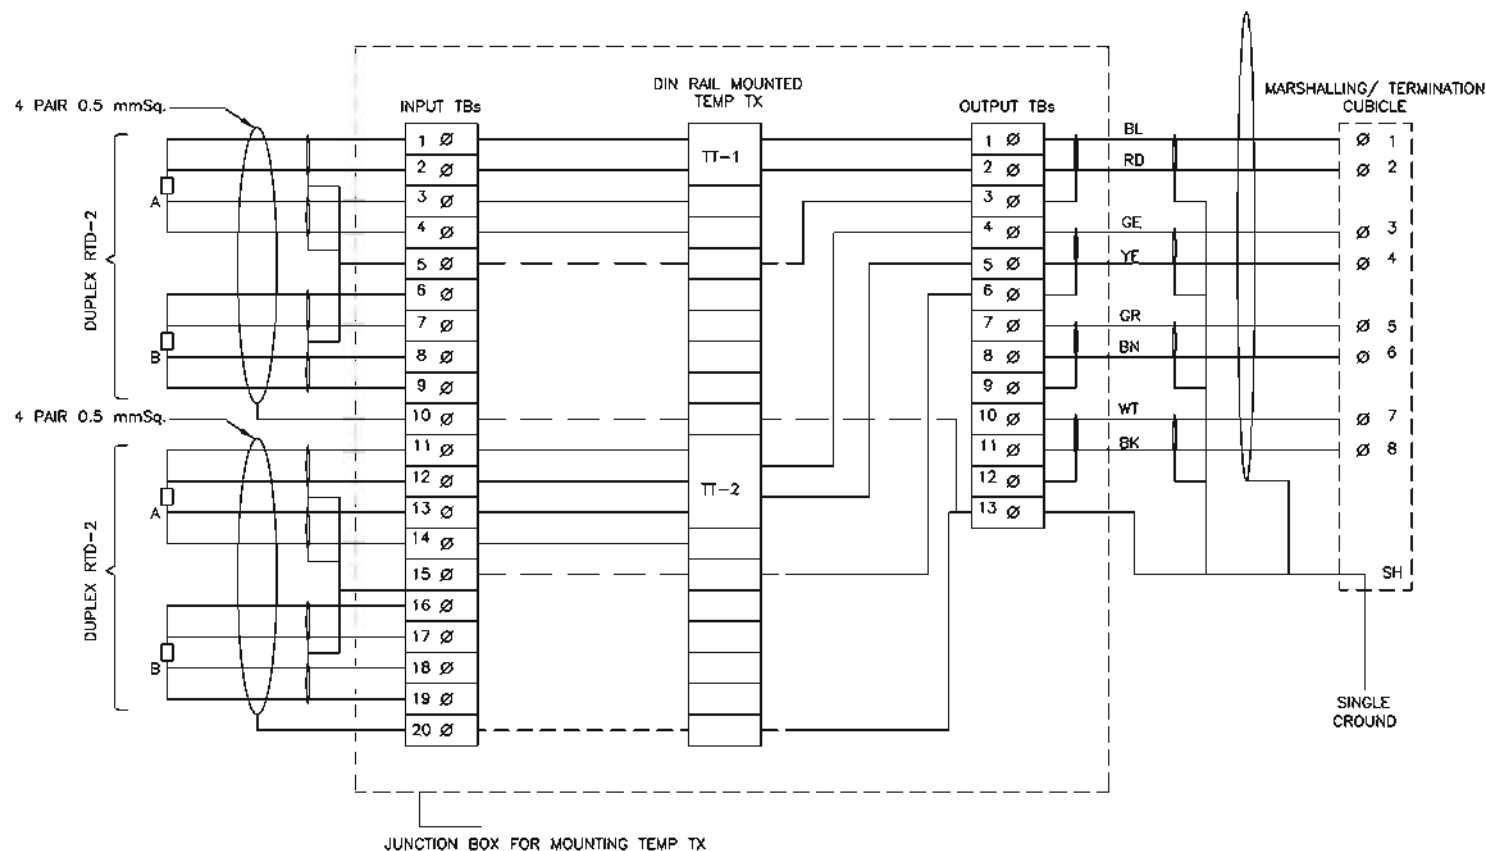 4 PAIR 0.5 mmSq.
DUPLEX RTD-2
A
B
4 PAIR 0.5 mmSq.
DUPLEX RTD-2
A
B
INPUT TBs
1 Ø
2 Ø
3 Ø
4 Ø
5 Ø
6 Ø
7 Ø
8 Ø
9 Ø
10 Ø
11 Ø
12 Ø
13 Ø
14 Ø
15 Ø
16 Ø
17 Ø
18 Ø
19 Ø
20 Ø
DIN RAIL MOUNTED
TEMP TX
TT-1
TT-2
OUTPUT TBs
1 Ø
2 Ø
3 Ø
4 Ø
5 Ø
6 Ø
7 Ø
8 Ø
9 Ø
10 Ø
11 Ø
12 Ø
13 Ø
BL
RD
GE
YE
GR
BN
WT
BK
MARSHALLING/ TERMINATION
CUBICLE
Ø 1
Ø 2
Ø 3
Ø 4
Ø 5
Ø 6
Ø 7
Ø 8
SH
SINGLE
CROUND
JUNCTION BOX FOR MOUNTING TEMP TX